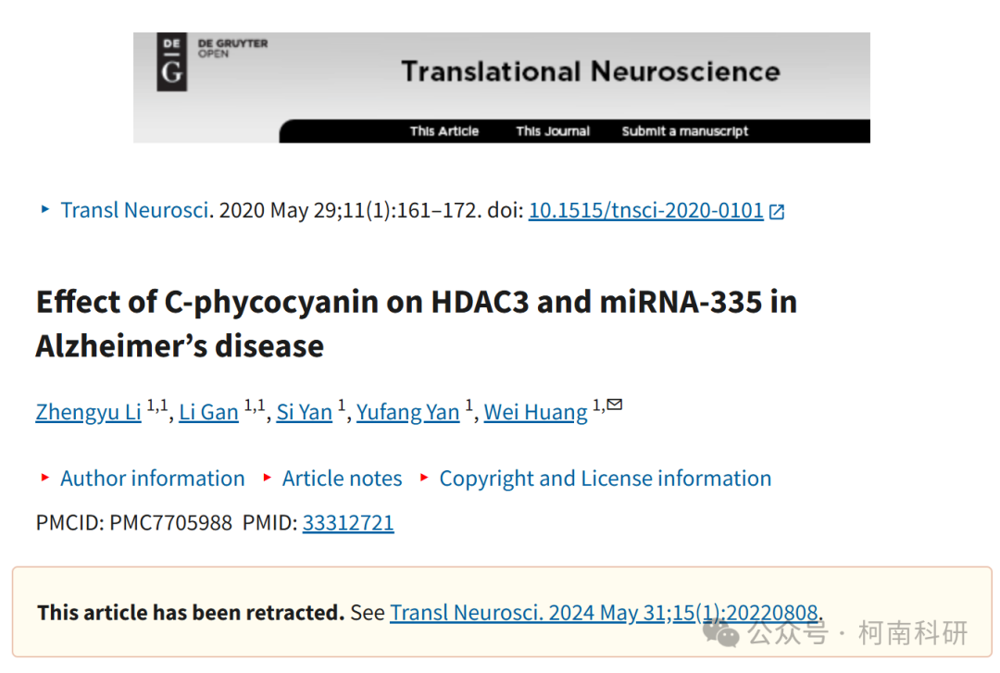 DE G DE GRUYTER
OPEN
Translational Neuroscience
This Article This Journal Submit a manuscript
Transl Neurosci. 2020 May 29;11(1):161–172. doi: 10.1515/tnsci-2020-0101
Effect of C-phycocyanin on HDAC3 and miRNA-335 in
Alzheimer’s disease
Zhengyu Li 1,1, Li Gan 1,1, Si Yan 1, Yufang Yan 1, Wei Huang 1,✉
Author information Article notes Copyright and License information
PMCID: PMC7705988 PMID: 33312721
This article has been retracted. See Transl Neurosci. 2024 May 31;15(1):20220808.
公众号 · 柯南科研